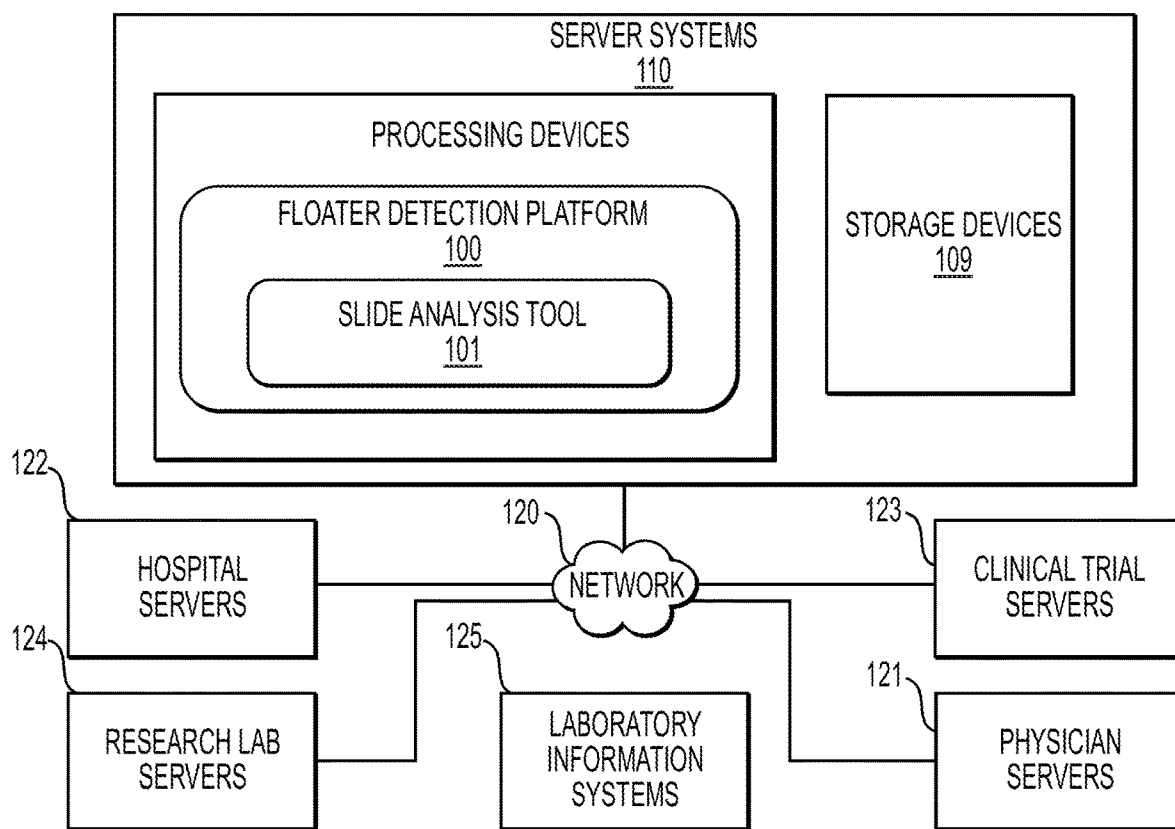 SERVER SYSTEMS
110
PROCESSING DEVICES
FLOATER DETECTION PLATFORM
100
SLIDE ANALYSIS TOOL
101
STORAGE DEVICES
109
122
HOSPITAL
SERVERS
120
NETWORK
123
CLINICAL TRIAL
SERVERS
124
RESEARCH LAB
SERVERS
125
LABORATORY
INFORMATION
SYSTEMS
121
PHYSICIAN
SERVERS